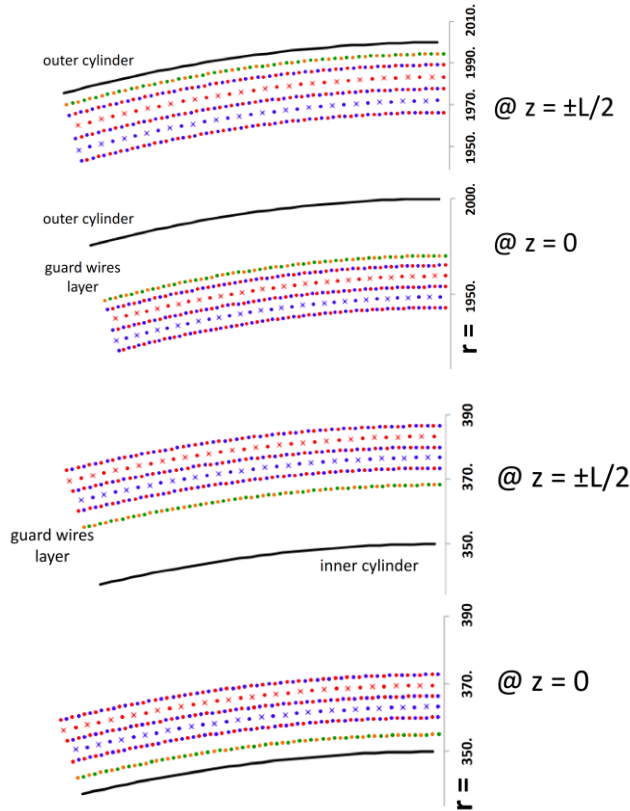 outer cylinder
2010.
1990.
1970.
1950.
@ z = ±L/2
outer cylinder
guard wires
layer
2000.
1950.
r =
@ z = 0
390
370.
350.
@ z = ±L/2
guard wires
layer
inner cylinder
390
370.
350.
r =
@ z = 0